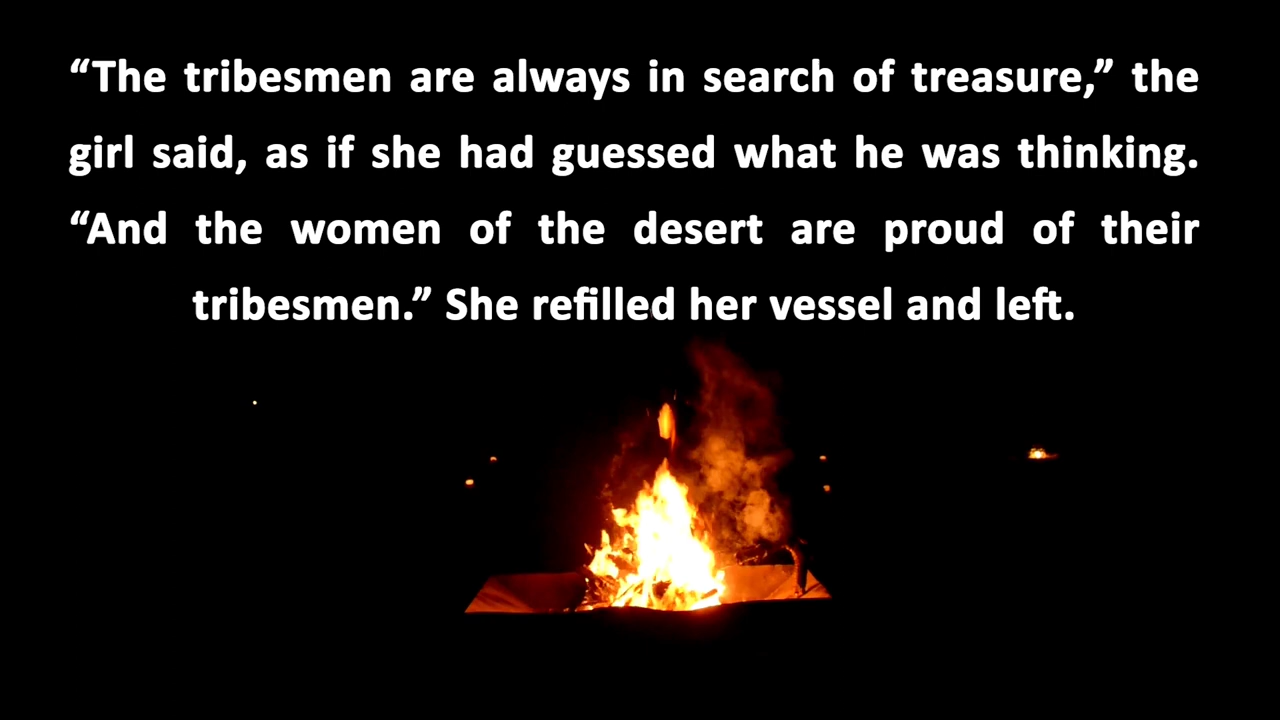 “The tribesmen are always in search of treasure,” the
girl said, as if she had guessed what he was thinking.
“And the women of the desert are proud of their
tribesmen.” She refilled her vessel and left.